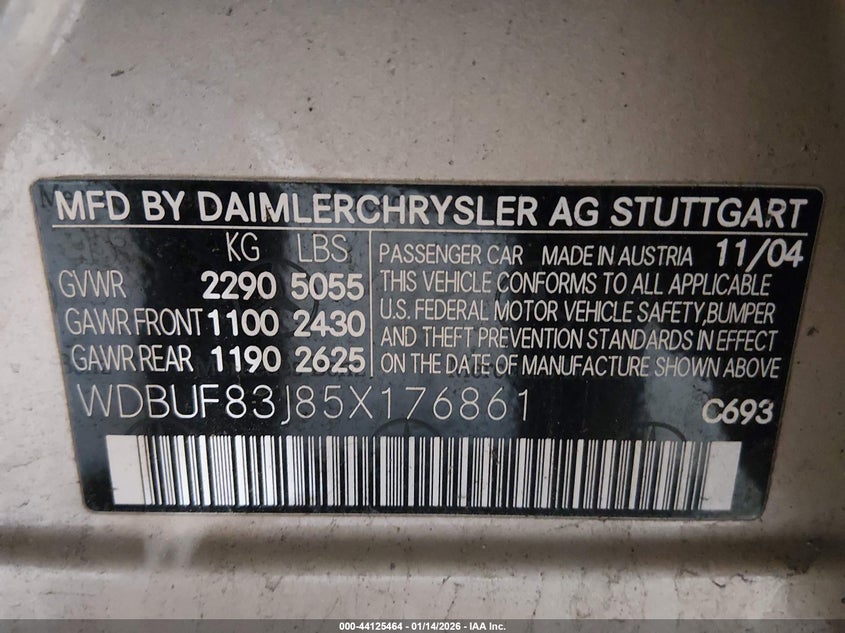 MFD BY DAIMLERCHRYSLER AG STUTTGART
KG LBS
GVWR 2290 5055
GAWR FRONT 1100 2430
GAWR REAR 1190 2625
PASSENGER CAR MADE IN AUSTRIA 11/04
THIS VEHICLE CONFORMS TO ALL APPLICABLE
U.S. FEDERAL MOTOR VEHICLE SAFETY,BUMPER
AND THEFT PREVENTION STANDARDS IN EFFECT
ON THE DATE OF MANUFACTURE SHOWN ABOVE
WDBUF83J85X176861 C693
000-44125464 - 01/14/2026 - IAA Inc.